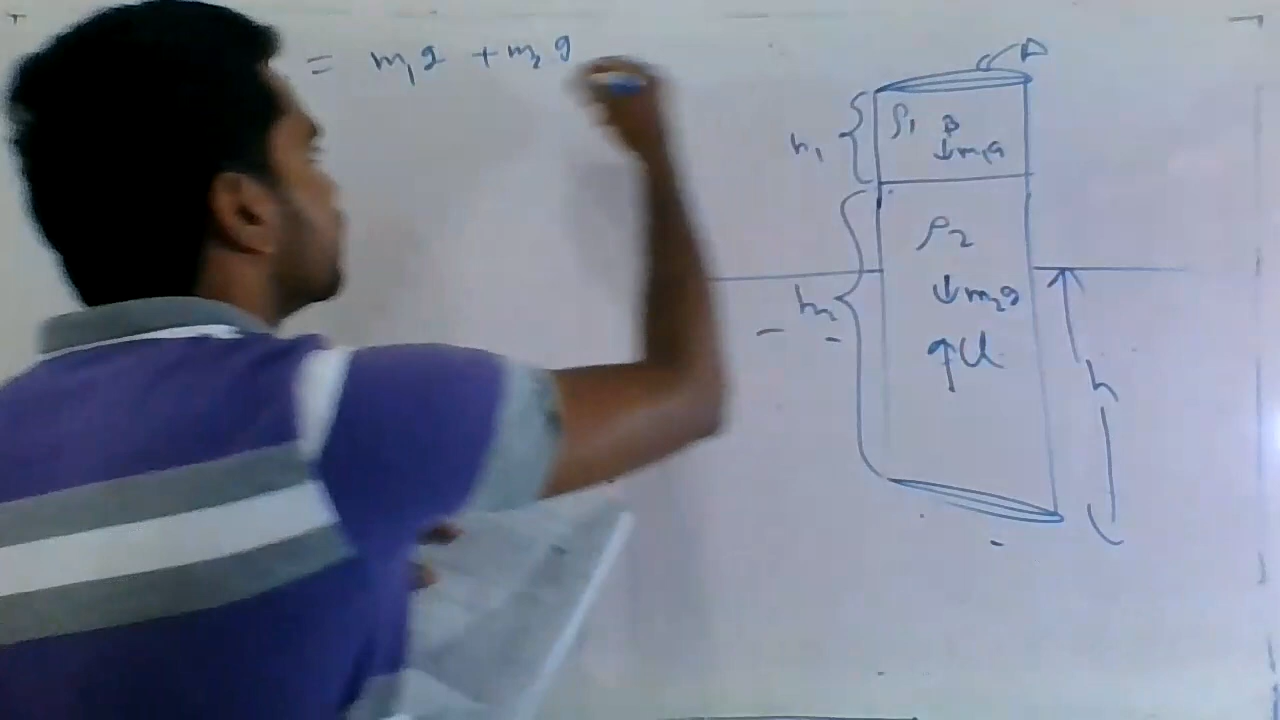 = m₁g + m₂g
A
h₁ ρ₁ ↓m₁g
ρ₂
h₂ ↓m₂g
↑U
h